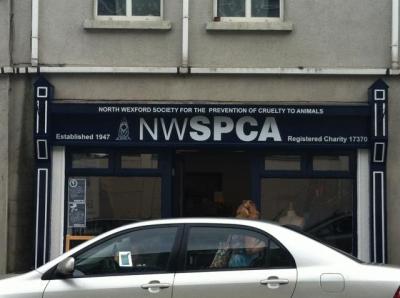 NORTH WEXFORD SOCIETY FOR THE PREVENTION OF CRUELTY TO ANIMALS
Established 1947 NWSPCA Registered Charity 17370